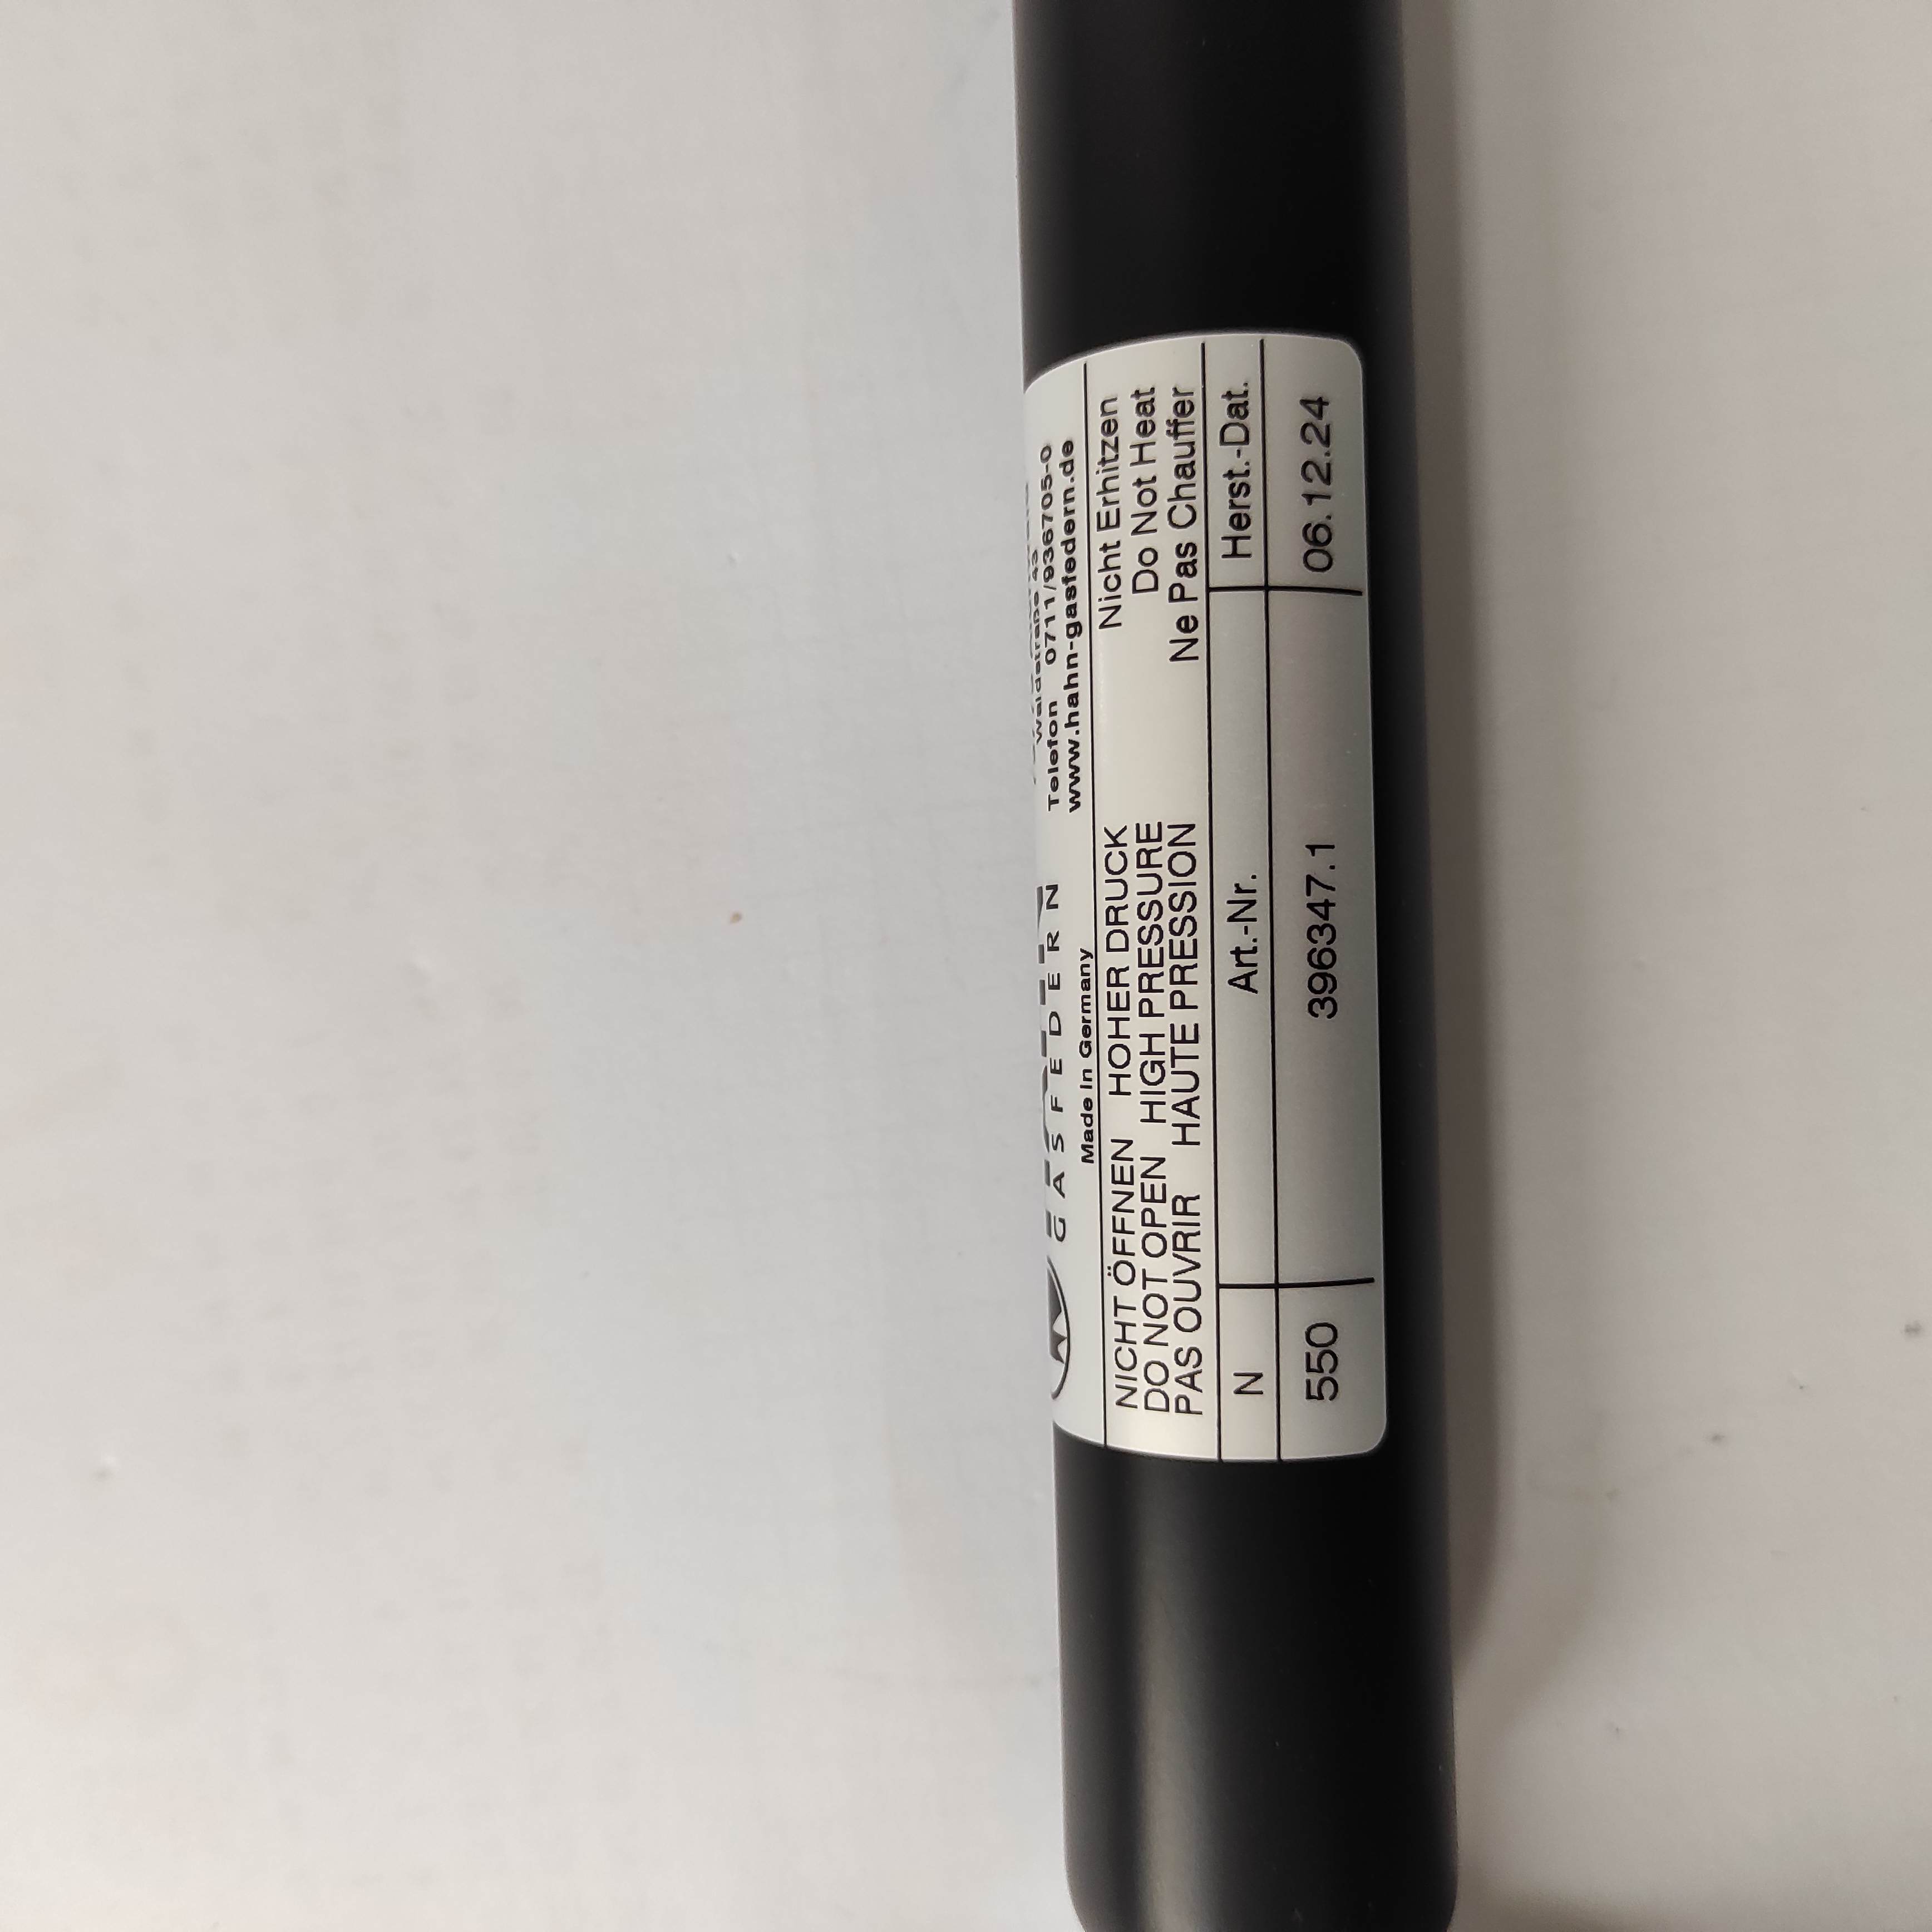 GASFEDERN
Made in Germany
Waldstraße 43
Telefon 0711/936705-0
www.hahn-gasfedern.de
NICHT ÖFFNEN HOHER DRUCK Nicht Erhitzen
DO NOT OPEN HIGH PRESSURE Do Not Heat
PAS OUVRIR HAUTE PRESSION Ne Pas Chauffer
N Art.-Nr. Herst.-Dat.
550 396347.1 06.12.24